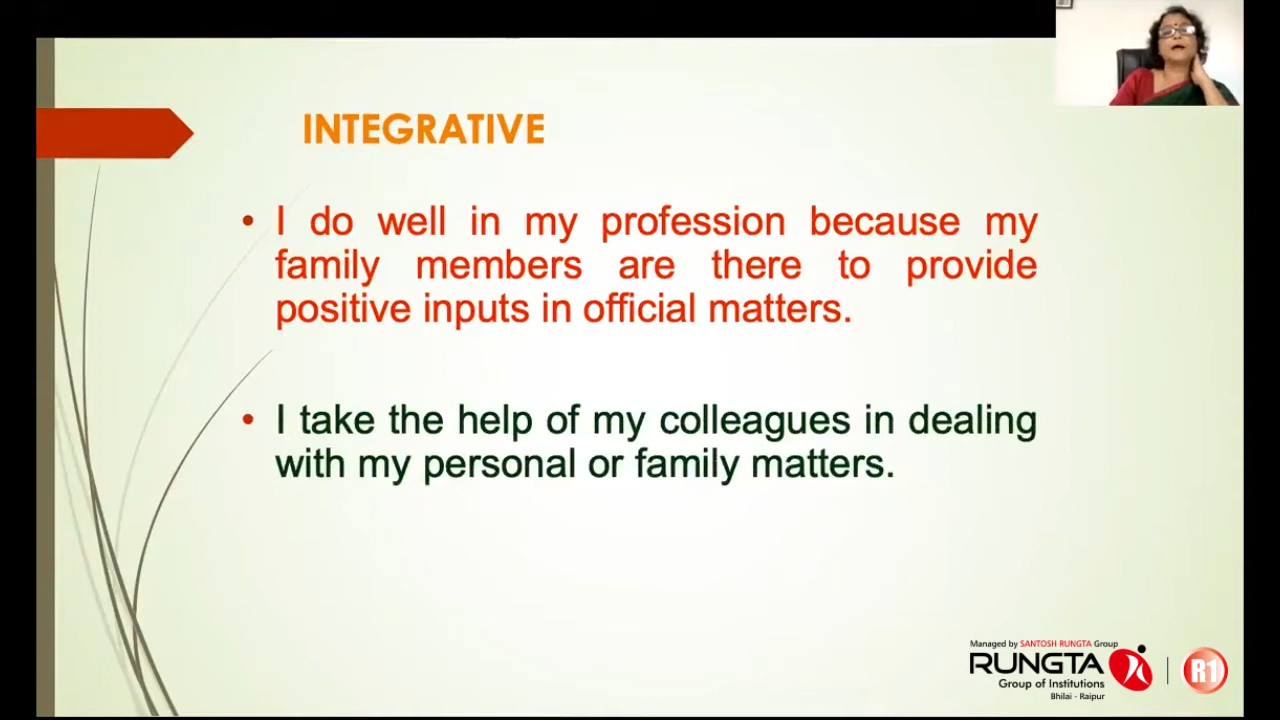 INTEGRATIVE
• I do well in my profession because my
family members are there to provide
positive inputs in official matters.
• I take the help of my colleagues in dealing
with my personal or family matters.
Managed by SANTOSH RUNGTA Group
RUNGTA
Group of Institutions
Bhilai - Raipur
R1